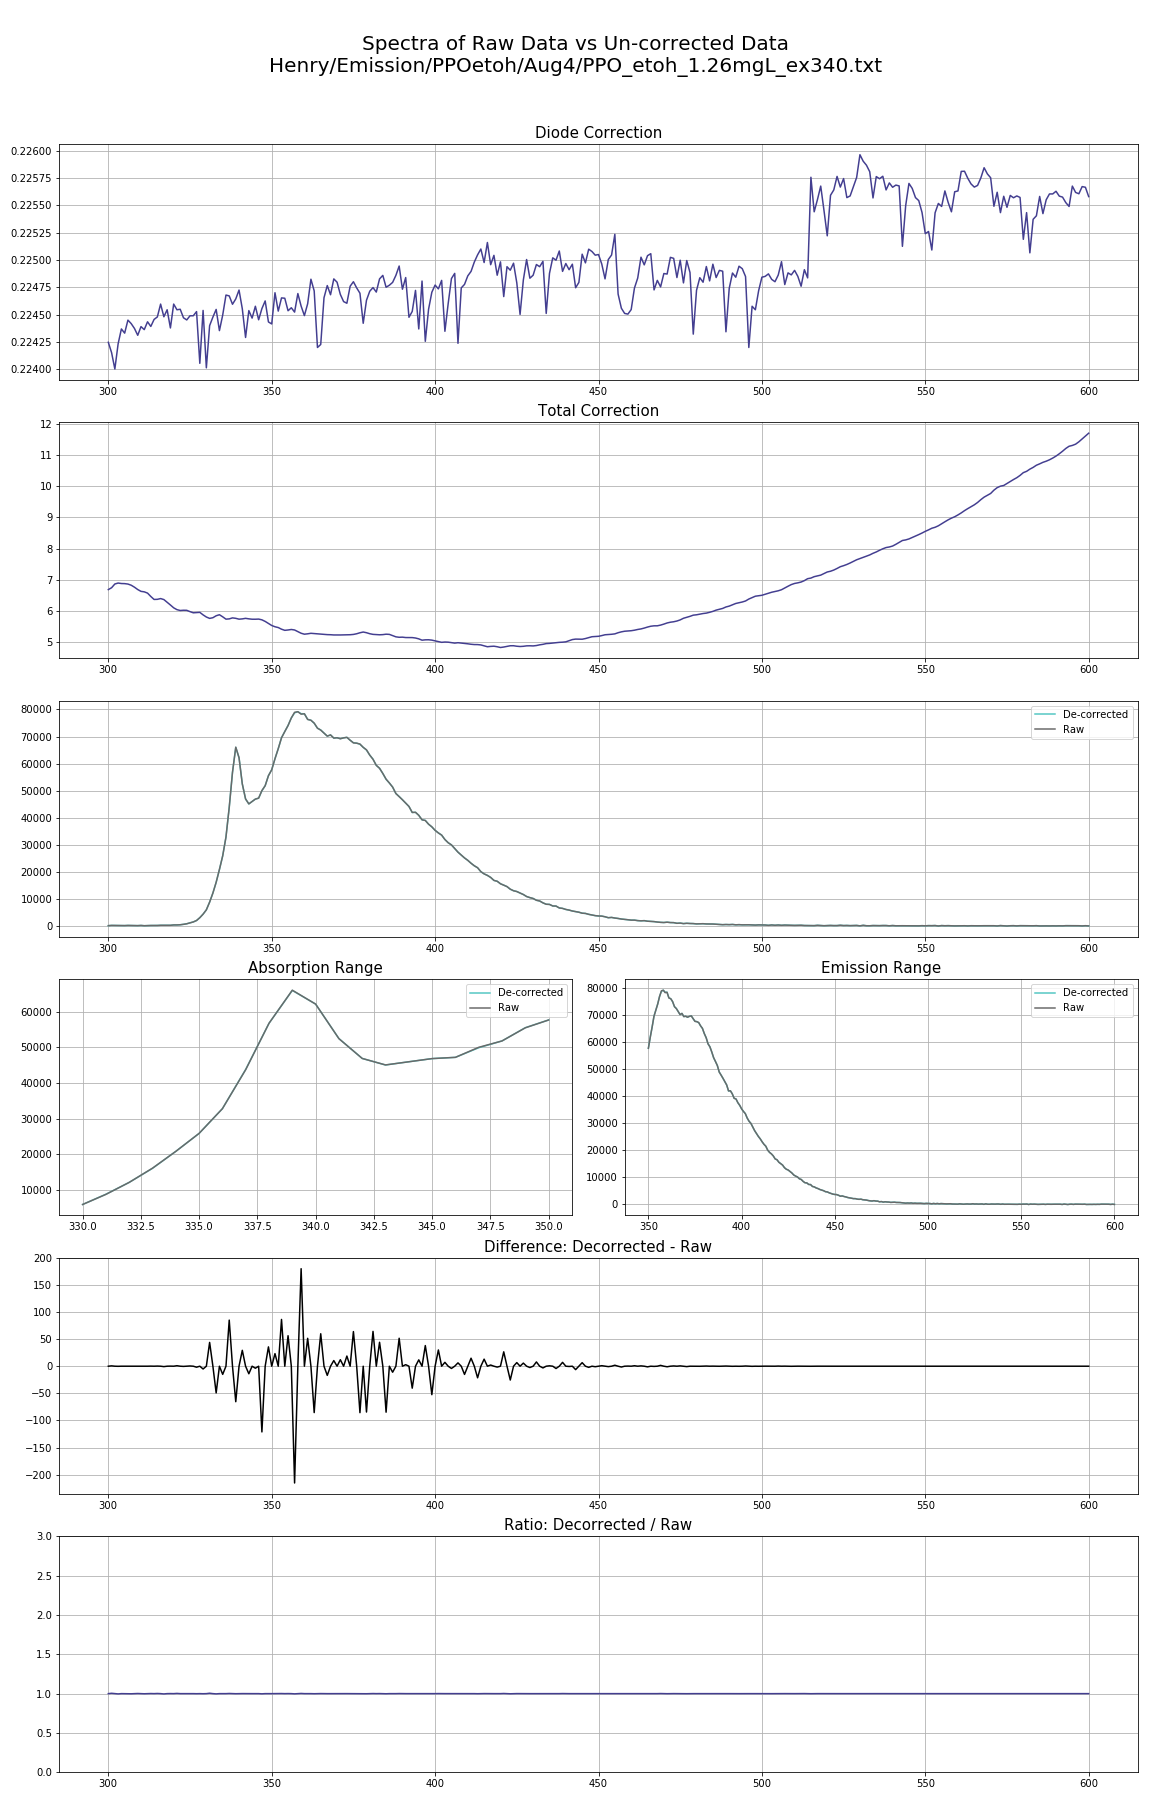 Spectra of Raw Data vs Un-corrected Data
Henry/Emission/PPOetoh/Aug4/PPO_etoh_1.26mgL_ex340.txt
Diode Correction
0.22600
0.22575
0.22550
0.22525
0.22500
0.22475
0.22450
0.22425
0.22400
300 350 400 450 500 550 600
Total Correction
12
11
10
9
8
7
6
5
300 350 400 450 500 550 600
80000
70000
60000
50000
40000
30000
20000
10000
0
De-corrected
Raw
300 350 400 450 500 550 600
Absorption Range
60000
50000
40000
30000
20000
10000
De-corrected
Raw
330.0 332.5 335.0 337.5 340.0 342.5 345.0 347.5 350.0
Emission Range
80000
70000
60000
50000
40000
30000
20000
10000
0
De-corrected
Raw
350 400 450 500 550 600
Difference: Decorrected - Raw
200
150
100
50
0
−50
−100
−150
−200
300 350 400 450 500 550 600
Ratio: Decorrected / Raw
3.0
2.5
2.0
1.5
1.0
0.5
0.0
300 350 400 450 500 550 600